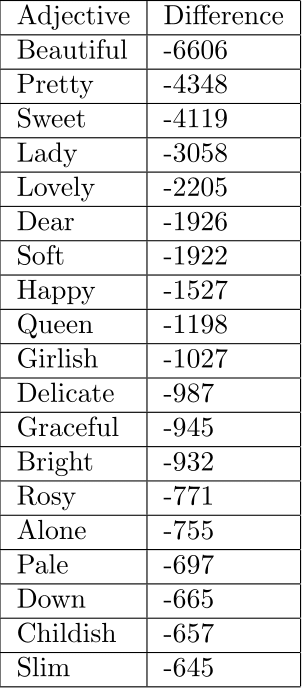 Adjective Difference
Beautiful -6606
Pretty -4348
Sweet -4119
Lady -3058
Lovely -2205
Dear -1926
Soft -1922
Happy -1527
Queen -1198
Girlish -1027
Delicate -987
Graceful -945
Bright -932
Rosy -771
Alone -755
Pale -697
Down -665
Childish -657
Slim -645